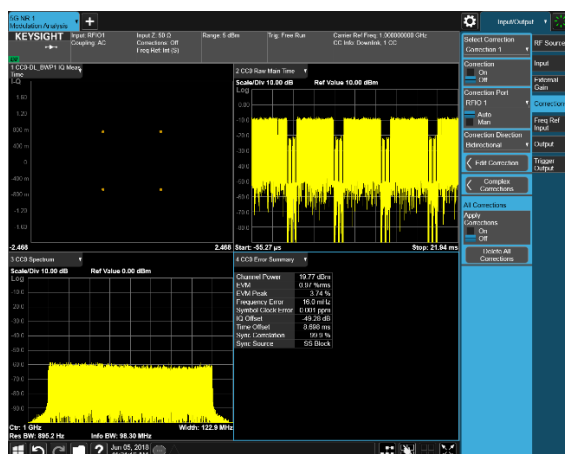 5G NR 1
Modulation Analysis
Input/Output
KEYSIGHT
Input: RFIO1
Coupling: AC
Input Z: 50 Ω
Corrections: Off
Freq Ref: Int (S)
Range: 5 dBm
Trig: Free Run
Carrier Ref Freq: 1.000000000 GHz
CC Info: Downlink, 1 CC
1 CC0-DL_BWP1 IQ Meas
Time
I-Q
1.60
1.20
800 m
400 m
0
-400 m
-800 m
-1.20
-1.60
-2.468
2.468
2 CC0 Raw Main Time
Scale/Div 10.00 dB
Ref Value 10.00 dBm
Log
0.00
-10.0
-20.0
-30.0
-40.0
-50.0
-60.0
-70.0
-80.0
Start: -55.27 µs
Stop: 21.94 ms
3 CC0 Spectrum
Scale/Div 10.00 dB
Ref Value 0.00 dBm
Log
-10.0
-20.0
-30.0
-40.0
-50.0
-60.0
-70.0
-80.0
-90.0
Ctr: 1 GHz
Width: 122.9 MHz
Res BW: 895.2 Hz
Info BW: 98.30 MHz
4 CC0 Error Summary
Channel Power 19.77 dBm
EVM 0.97 %rms
EVM Peak 3.74 %
Frequency Error 16.0 mHz
Symbol Clock Error 0.001 ppm
IQ Offset -49.28 dB
Time Offset 8.698 ms
Sync Correlation 99.9 %
Sync Source SS Block
Select Correction
Correction 1
Correction
On
Off
Correction Port
RFIO 1
Auto
Man
Correction Direction
Bidirectional
Edit Correction
Complex
Corrections
All Corrections
Apply
Corrections
On
Off
Delete All
Corrections
RF Source
Input
External
Gain
Correction
Freq Ref
Input
Output
Trigger
Output
Jun 05, 2018